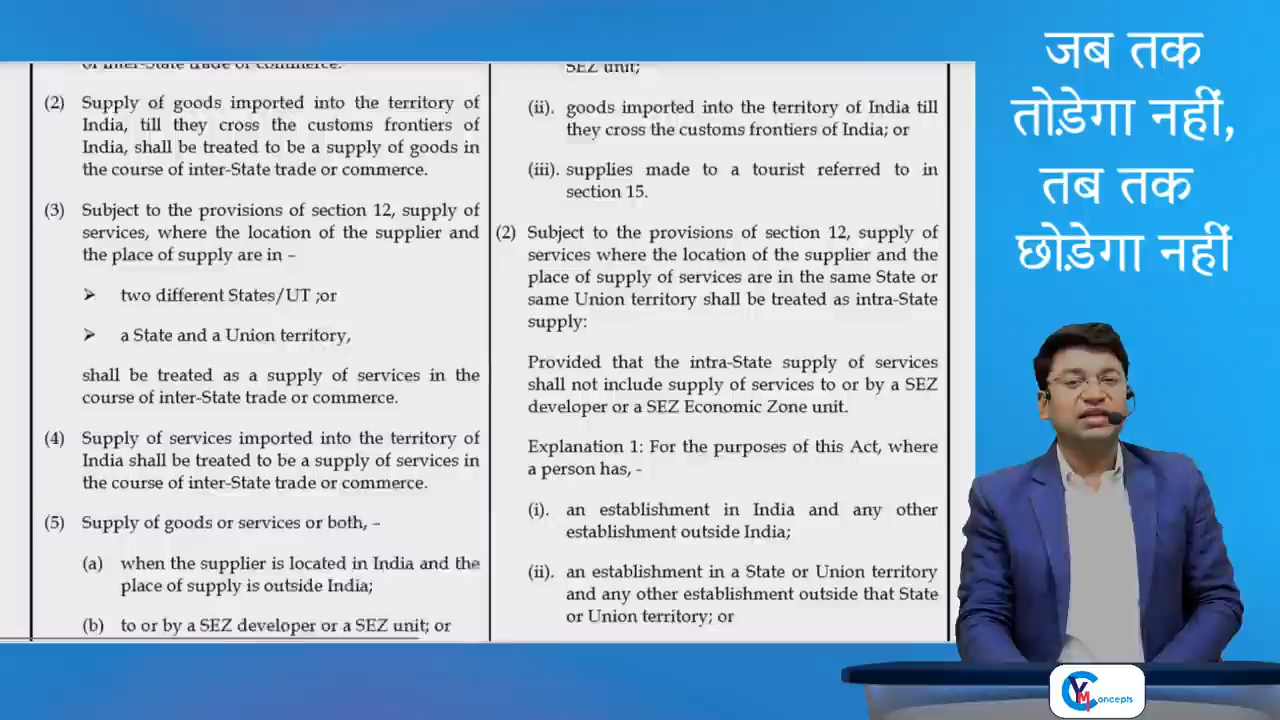 of inter-State trade or commerce.
(2) Supply of goods imported into the territory of
India, till they cross the customs frontiers of
India, shall be treated to be a supply of goods in
the course of inter-State trade or commerce.
(3) Subject to the provisions of section 12, supply of
services, where the location of the supplier and
the place of supply are in –
➢ two different States/UT ;or
➢ a State and a Union territory,
shall be treated as a supply of services in the
course of inter-State trade or commerce.
(4) Supply of services imported into the territory of
India shall be treated to be a supply of services in
the course of inter-State trade or commerce.
(5) Supply of goods or services or both, –
(a) when the supplier is located in India and the
place of supply is outside India;
(b) to or by a SEZ developer or a SEZ unit; or
SEZ unit;
(ii). goods imported into the territory of India till
they cross the customs frontiers of India; or
(iii). supplies made to a tourist referred to in
section 15.
(2) Subject to the provisions of section 12, supply of
services where the location of the supplier and the
place of supply of services are in the same State or
same Union territory shall be treated as intra-State
supply:
Provided that the intra-State supply of services
shall not include supply of services to or by a SEZ
developer or a SEZ Economic Zone unit.
Explanation 1: For the purposes of this Act, where
a person has, -
(i). an establishment in India and any other
establishment outside India;
(ii). an establishment in a State or Union territory
and any other establishment outside that State
or Union territory; or
जब तक
तोड़ेगा नहीं,
तब तक
छोड़ेगा नहीं
YM Concepts